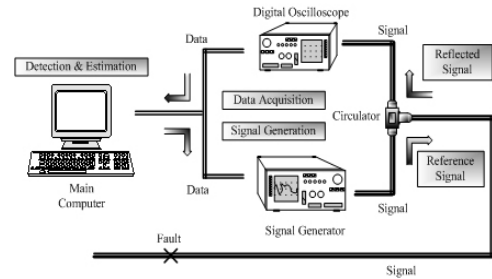 Digital Oscilloscope
Data
Signal
Detection & Estimation
Reflected
Signal
Data Acquisition
Circulator
Signal Generation
Reference
Signal
Data
Main
Computer
Signal
Signal Generator
Fault
Signal